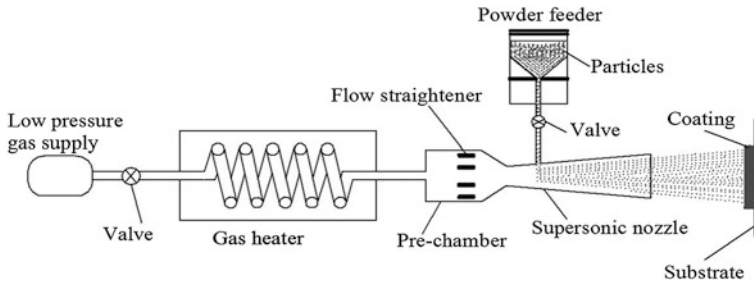 Powder feeder
Particles
Flow straightener
Low pressure
gas supply
Valve
Coating
Valve
Gas heater
Pre-chamber
Supersonic nozzle
Substrate